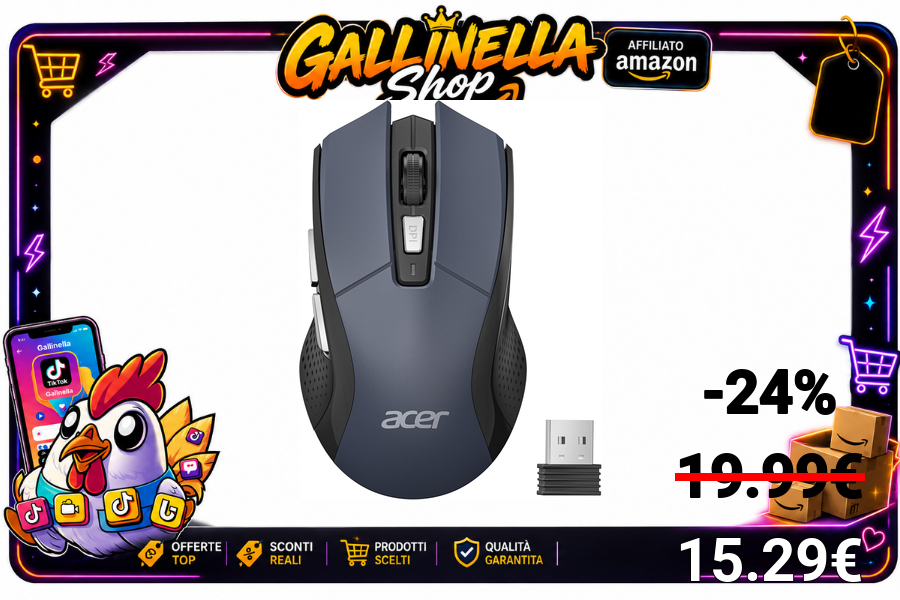 GALLINELLA
Shop
AFFILIATO
amazon
DPI
acer
Gallinella
TikTok
Gallinella
-24%
19.99€
15.29€
OFFERTE
TOP
SCONTI
REALI
PRODOTTI
SCELTI
QUALITÀ
GARANTITA